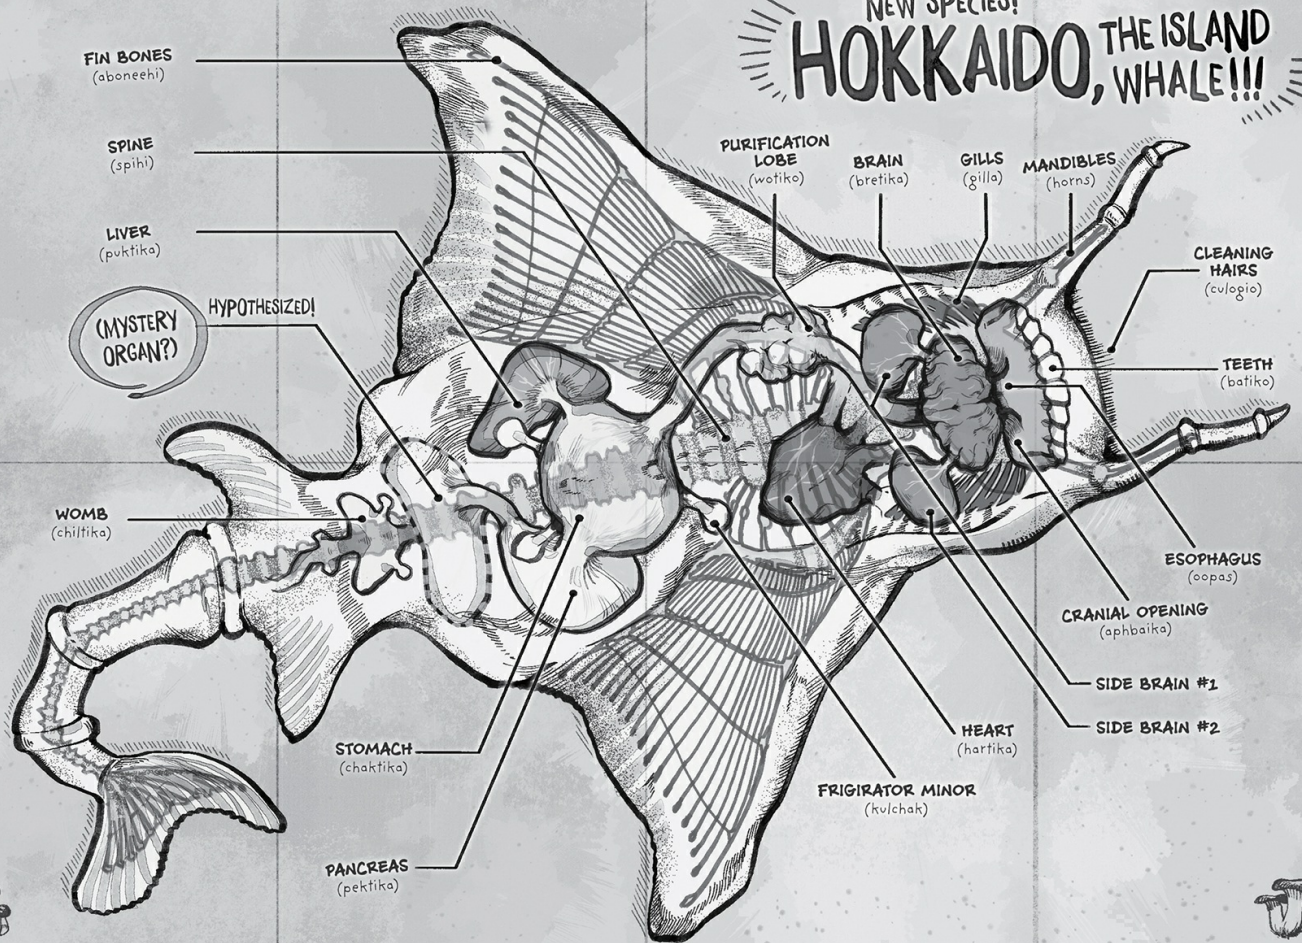 NEW SPECIES!
HOKKAIDO, THE ISLAND
WHALE!!!
FIN BONES
(aboneehi)
SPINE
(spihi)
LIVER
(puktika)
(MYSTERY
ORGAN?)
HYPOTHESIZED!
WOMB
(chiltika)
PURIFICATION
LOBE
(wotiko)
BRAIN
(bretika)
GILLS
(gilla)
MANDIBLES
(horns)
CLEANING
HAIRS
(culogio)
TEETH
(batiko)
ESOPHAGUS
(oopas)
CRANIAL OPENING
(aphbaika)
SIDE BRAIN #1
SIDE BRAIN #2
HEART
(hartika)
FRIGIRATOR MINOR
(kulchak)
STOMACH
(chaktika)
PANCREAS
(pektika)